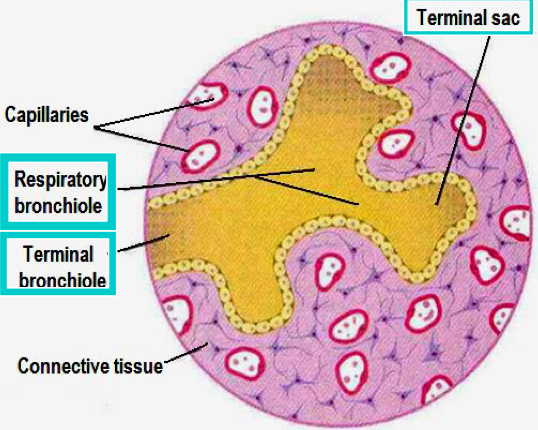 Terminal sac
Capillaries
Respiratory
bronchiole
Terminal
bronchiole
Connective tissue